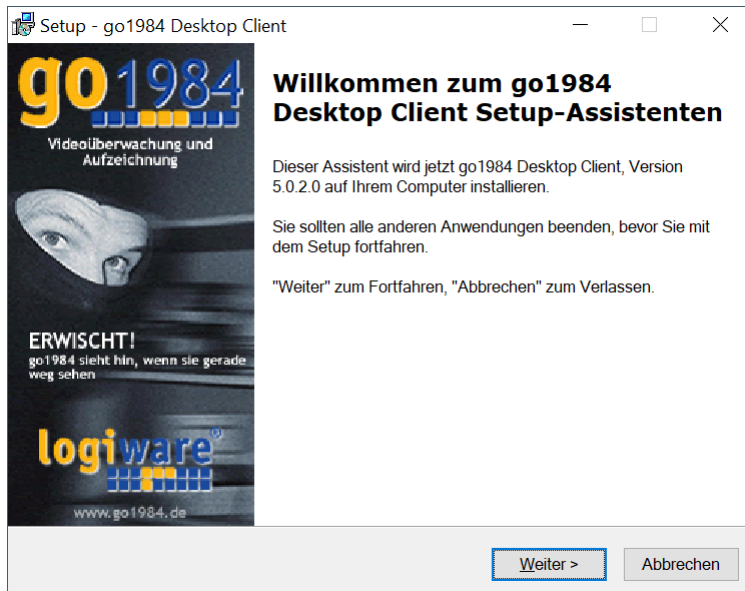 Setup - go1984 Desktop Client
go1984
Videoüberwachung und
Aufzeichnung
ERWISCHT!
go1984 sieht hin, wenn sie gerade
weg sehen
logiware®
www.go1984.de
Willkommen zum go1984
Desktop Client Setup-Assistenten
Dieser Assistent wird jetzt go1984 Desktop Client, Version
5.0.2.0 auf Ihrem Computer installieren.
Sie sollten alle anderen Anwendungen beenden, bevor Sie mit
dem Setup fortfahren.
"Weiter" zum Fortfahren, "Abbrechen" zum Verlassen.
Weiter >
Abbrechen